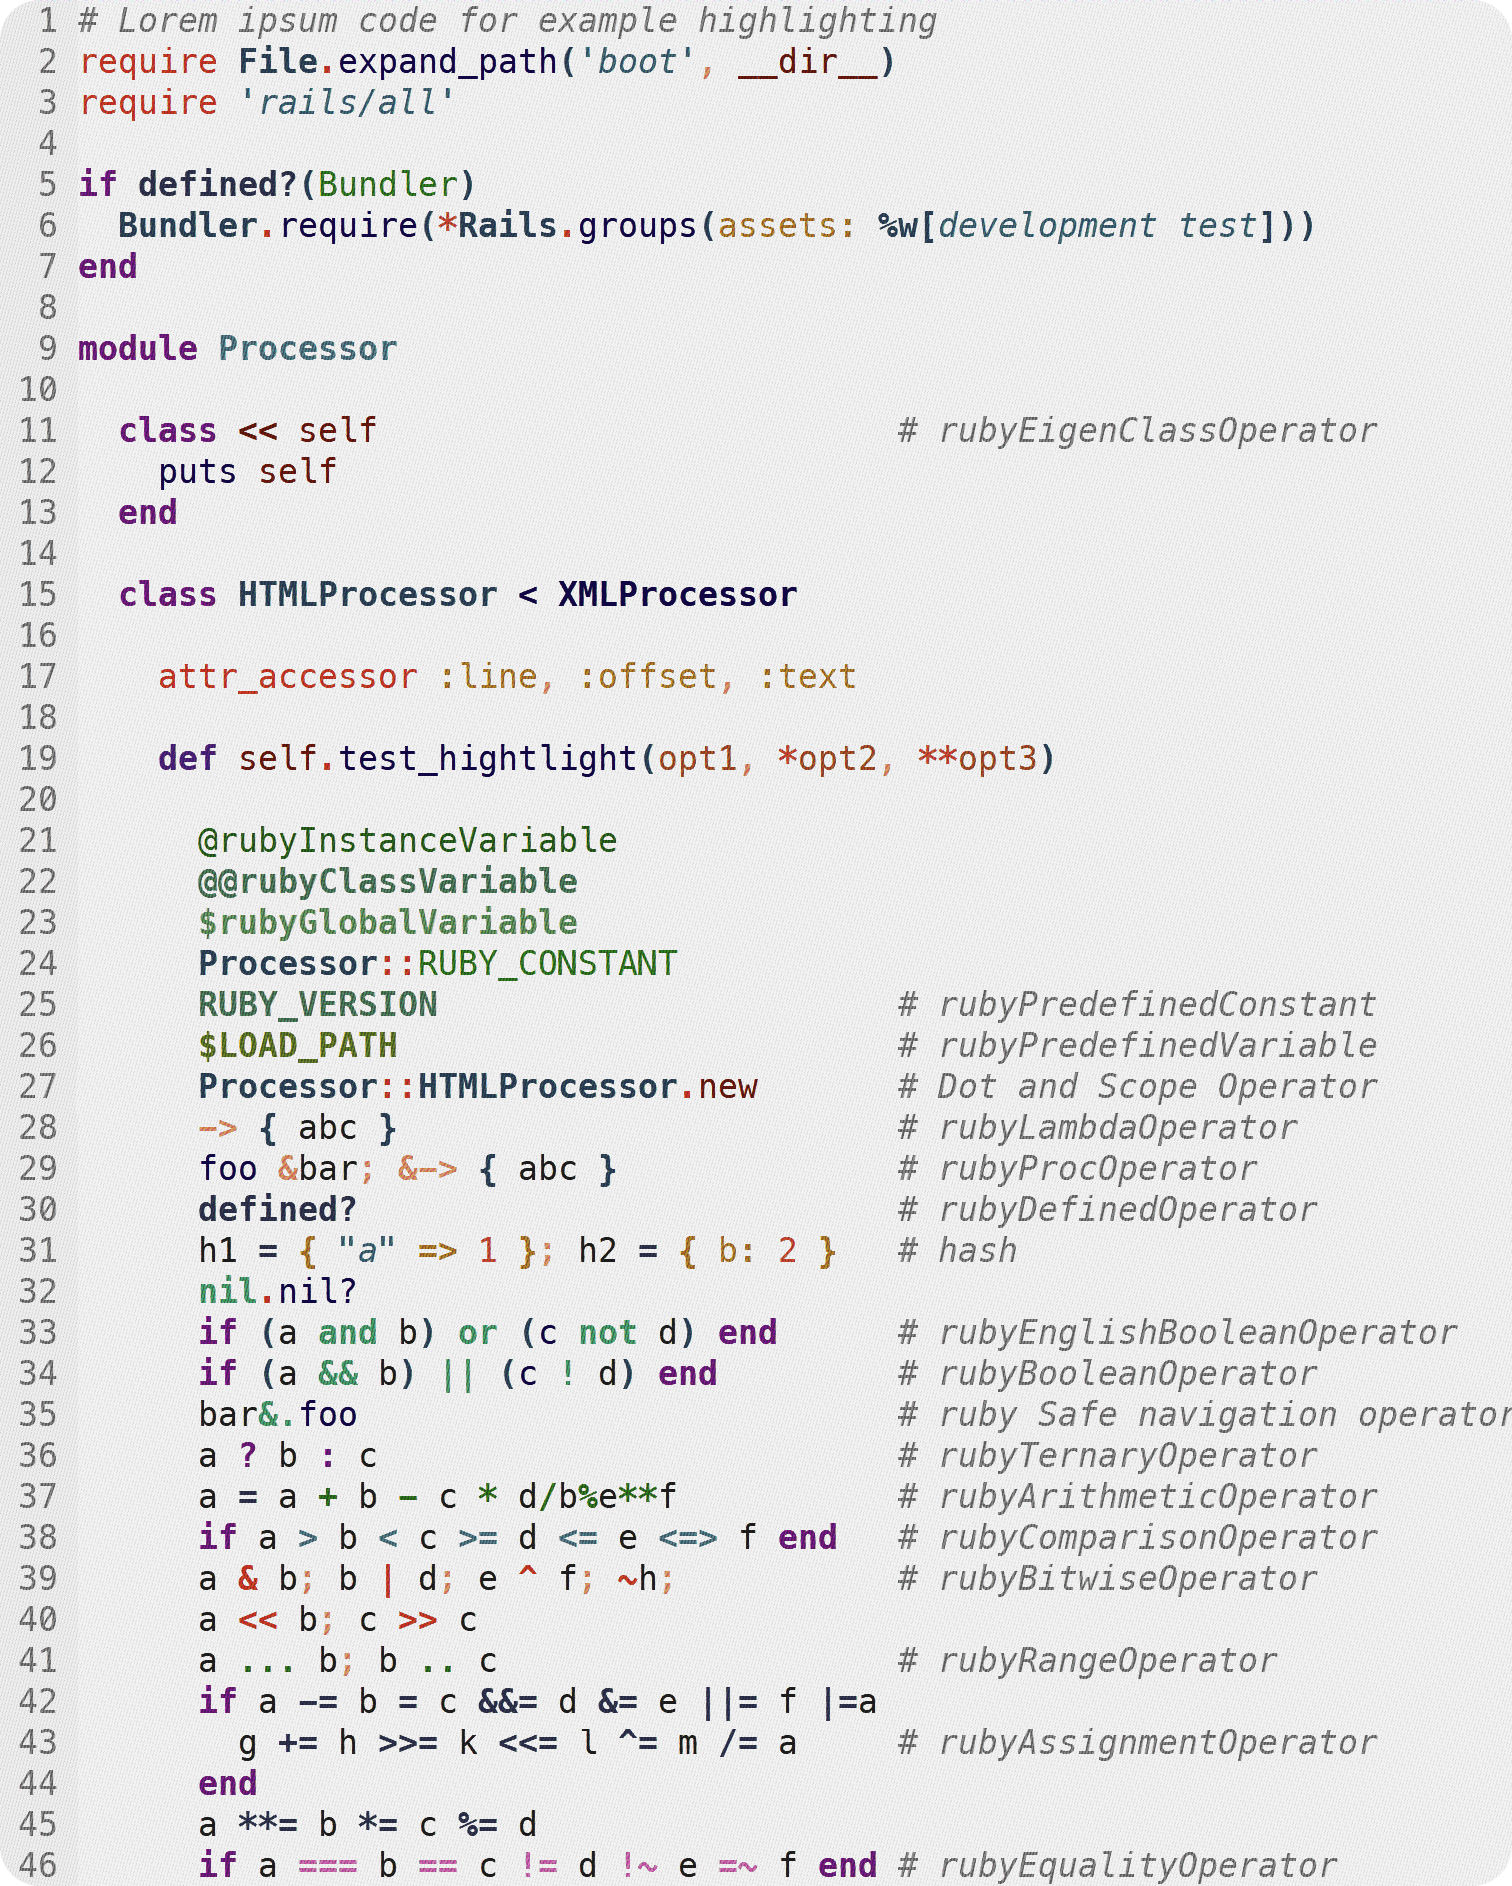 1 # Lorem ipsum code for example highlighting
2 require File.expand_path('boot', __dir__)
3 require 'rails/all'
4
5 if defined?(Bundler)
6   Bundler.require(*Rails.groups(assets: %w[development test]))
7 end
8
9 module Processor
10
11   class << self                          # rubyEigenClassOperator
12     puts self
13   end
14
15   class HTMLProcessor < XMLProcessor
16
17     attr_accessor :line, :offset, :text
18
19     def self.test_hightlight(opt1, *opt2, **opt3)
20
21       @rubyInstanceVariable
22       @@rubyClassVariable
23       $rubyGlobalVariable
24       Processor::RUBY_CONSTANT
25       RUBY_VERSION                       # rubyPredefinedConstant
26       $LOAD_PATH                         # rubyPredefinedVariable
27       Processor::HTMLProcessor.new       # Dot and Scope Operator
28       -> { abc }                         # rubyLambdaOperator
29       foo &bar; &-> { abc }              # rubyProcOperator
30       defined?                           # rubyDefinedOperator
31       h1 = { "a" => 1 }; h2 = { b: 2 }   # hash
32       nil.nil?
33       if (a and b) or (c not d) end      # rubyEnglishBooleanOperator
34       if (a && b) || (c ! d) end         # rubyBooleanOperator
35       bar&.foo                           # ruby Safe navigation operator
36       a ? b : c                          # rubyTernaryOperator
37       a = a + b - c * d/b%e**f           # rubyArithmeticOperator
38       if a > b < c >= d <= e <=> f end   # rubyComparisonOperator
39       a & b; b | d; e ^ f; ~h;           # rubyBitwiseOperator
40       a << b; c >> c
41       a ... b; b .. c                    # rubyRangeOperator
42       if a -= b = c &&= d &= e ||= f |=a
43         g += h >>= k <<= l ^= m /= a     # rubyAssignmentOperator
44       end
45       a **= b *= c %= d
46       if a === b == c != d !~ e =~ f end # rubyEqualityOperator